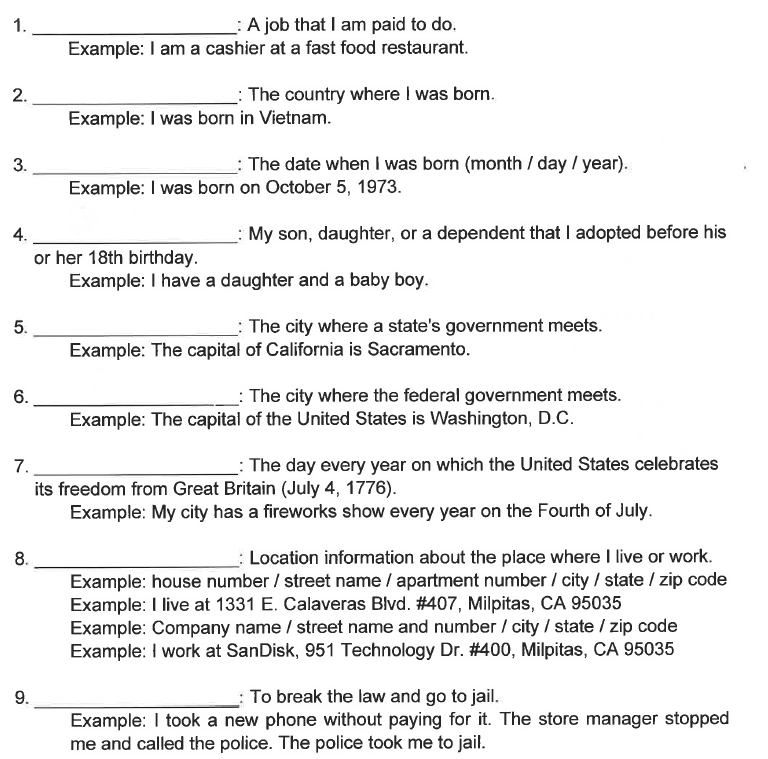 1. ____________________: A job that I am paid to do.
Example: I am a cashier at a fast food restaurant.
2. ____________________: The country where I was born.
Example: I was born in Vietnam.
3. ____________________: The date when I was born (month / day / year).
Example: I was born on October 5, 1973.
4. ____________________: My son, daughter, or a dependent that I adopted before his
or her 18th birthday.
Example: I have a daughter and a baby boy.
5. ____________________: The city where a state's government meets.
Example: The capital of California is Sacramento.
6. ____________________: The city where the federal government meets.
Example: The capital of the United States is Washington, D.C.
7. ____________________: The day every year on which the United States celebrates
its freedom from Great Britain (July 4, 1776).
Example: My city has a fireworks show every year on the Fourth of July.
8. ____________________: Location information about the place where I live or work.
Example: house number / street name / apartment number / city / state / zip code
Example: I live at 1331 E. Calaveras Blvd. #407, Milpitas, CA 95035
Example: Company name / street name and number / city / state / zip code
Example: I work at SanDisk, 951 Technology Dr. #400, Milpitas, CA 95035
9. ____________________: To break the law and go to jail.
Example: I took a new phone without paying for it. The store manager stopped
me and called the police. The police took me to jail.